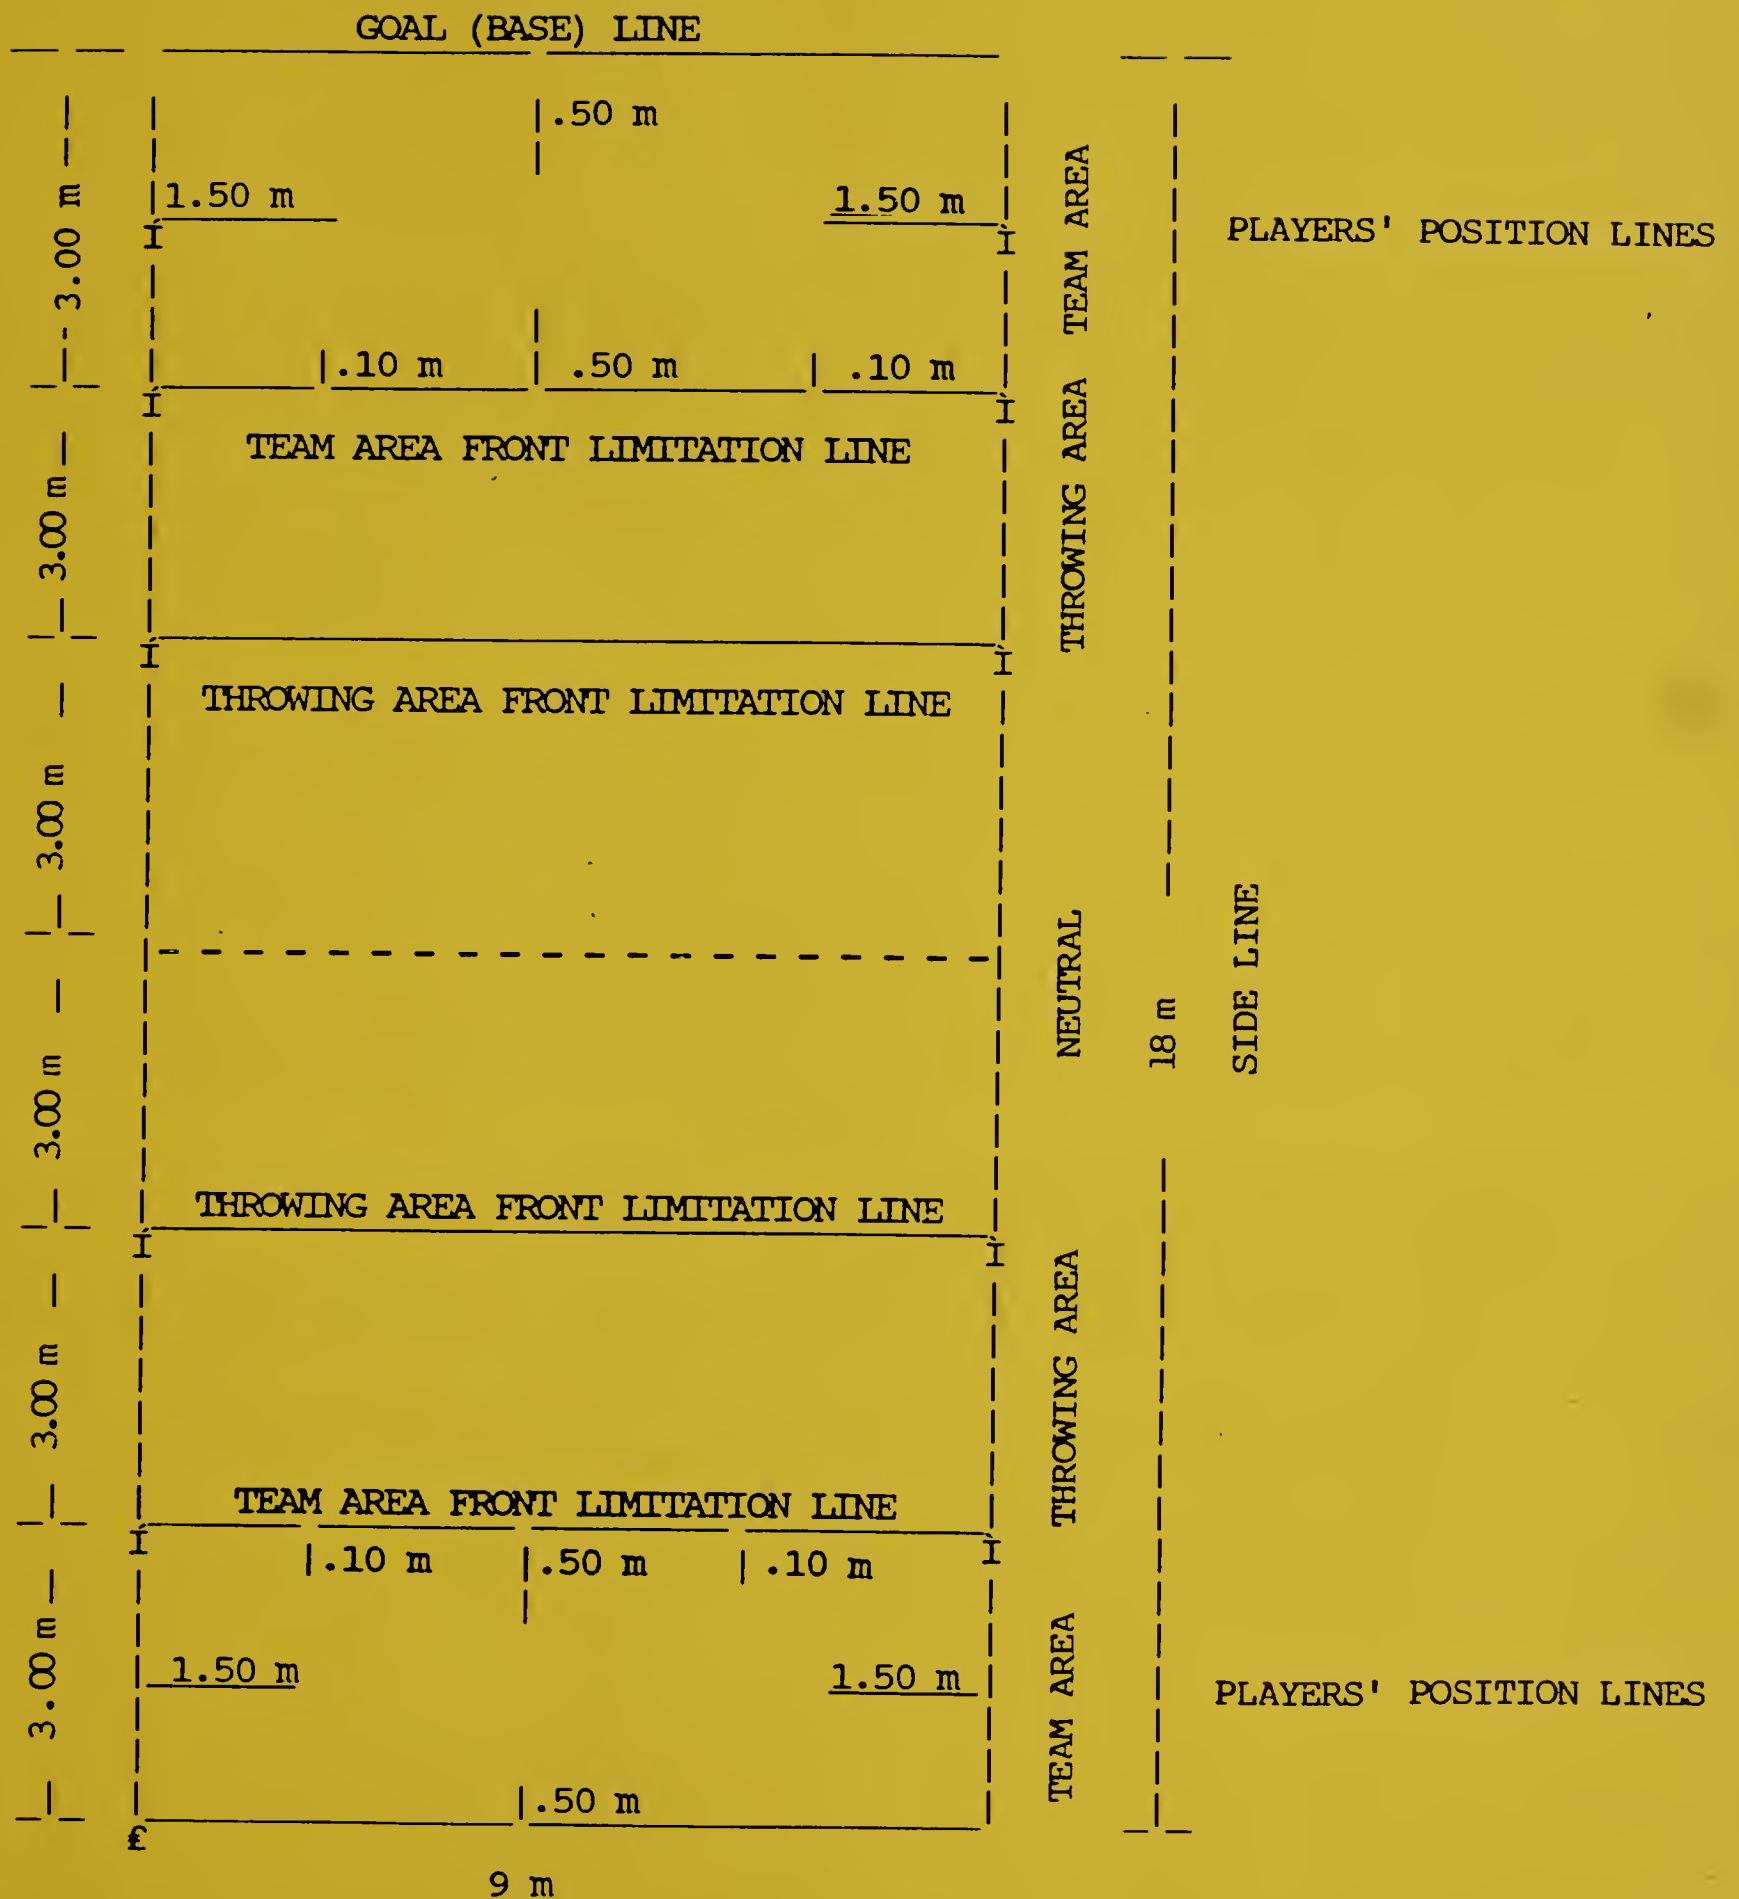 GOAL (BASE) LINE
.50 m
3.00 m
1.50 m
1.50 m
TEAM AREA
PLAYERS' POSITION LINES
.10 m
.50 m
.10 m
TEAM AREA FRONT LIMITATION LINE
3.00 m
THROWING AREA
THROWING AREA FRONT LIMITATION LINE
3.00 m
NEUTRAL
18 m
SIDE LINE
3.00 m
THROWING AREA FRONT LIMITATION LINE
3.00 m
THROWING AREA
TEAM AREA FRONT LIMITATION LINE
.10 m
.50 m
.10 m
3.00 m
1.50 m
1.50 m
TEAM AREA
PLAYERS' POSITION LINES
.50 m
9 m